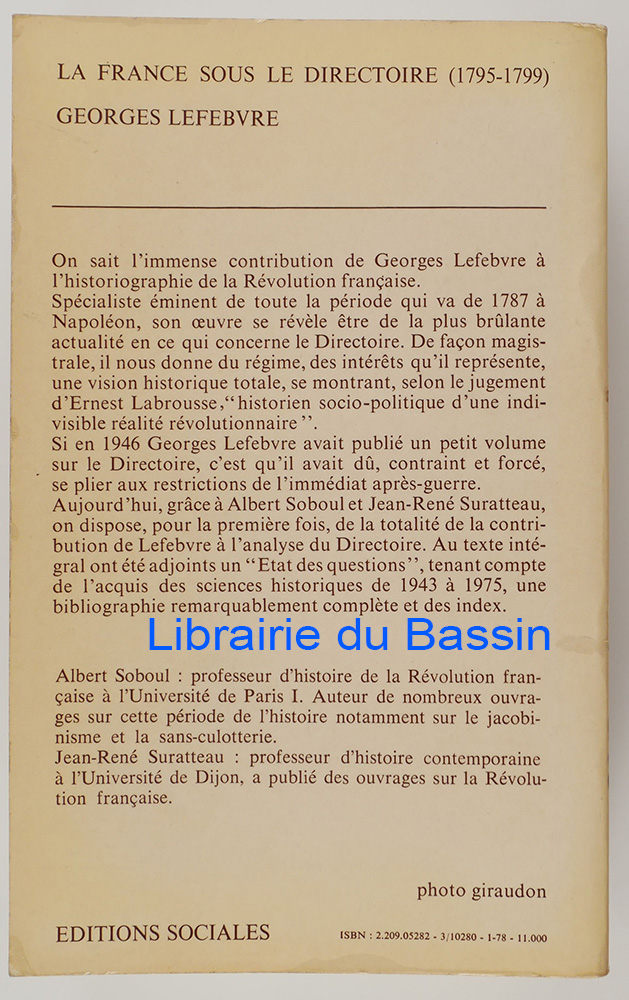 LA FRANCE SOUS LE DIRECTOIRE (1795-1799)
GEORGES LEFEBVRE
On sait l'immense contribution de Georges Lefebvre à
l'historiographie de la Révolution française.
Spécialiste éminent de toute la période qui va de 1787 à
Napoléon, son œuvre se révèle être de la plus brûlante
actualité en ce qui concerne le Directoire. De façon magis-
trale, il nous donne du régime, des intérêts qu'il représente,
une vision historique totale, se montrant, selon le jugement
d'Ernest Labrousse,“historien socio-politique d'une indi-
visible réalité révolutionnaire”.
Si en 1946 Georges Lefebvre avait publié un petit volume
sur le Directoire, c'est qu'il avait dû, contraint et forcé,
se plier aux restrictions de l'immédiat après-guerre.
Aujourd'hui, grâce à Albert Soboul et Jean-René Suratteau,
on dispose, pour la première fois, de la totalité de la contri-
bution de Lefebvre à l'analyse du Directoire. Au texte inté-
gral ont été adjoints un “Etat des questions”, tenant compte
de l'acquis des sciences historiques de 1943 à 1975, une
bibliographie remarquablement complète et des index.
Librairie du Bassin
Albert Soboul : professeur d'histoire de la Révolution fran-
çaise à l'Université de Paris I. Auteur de nombreux ouvra-
ges sur cette période de l'histoire notamment sur le jacobi-
nisme et la sans-culotterie.
Jean-René Suratteau : professeur d'histoire contemporaine
à l'Université de Dijon, a publié des ouvrages sur la Révolu-
tion française.
photo giraudon
EDITIONS SOCIALES
ISBN : 2.209.05282 - 3/10280 - 1-78 - 11.000